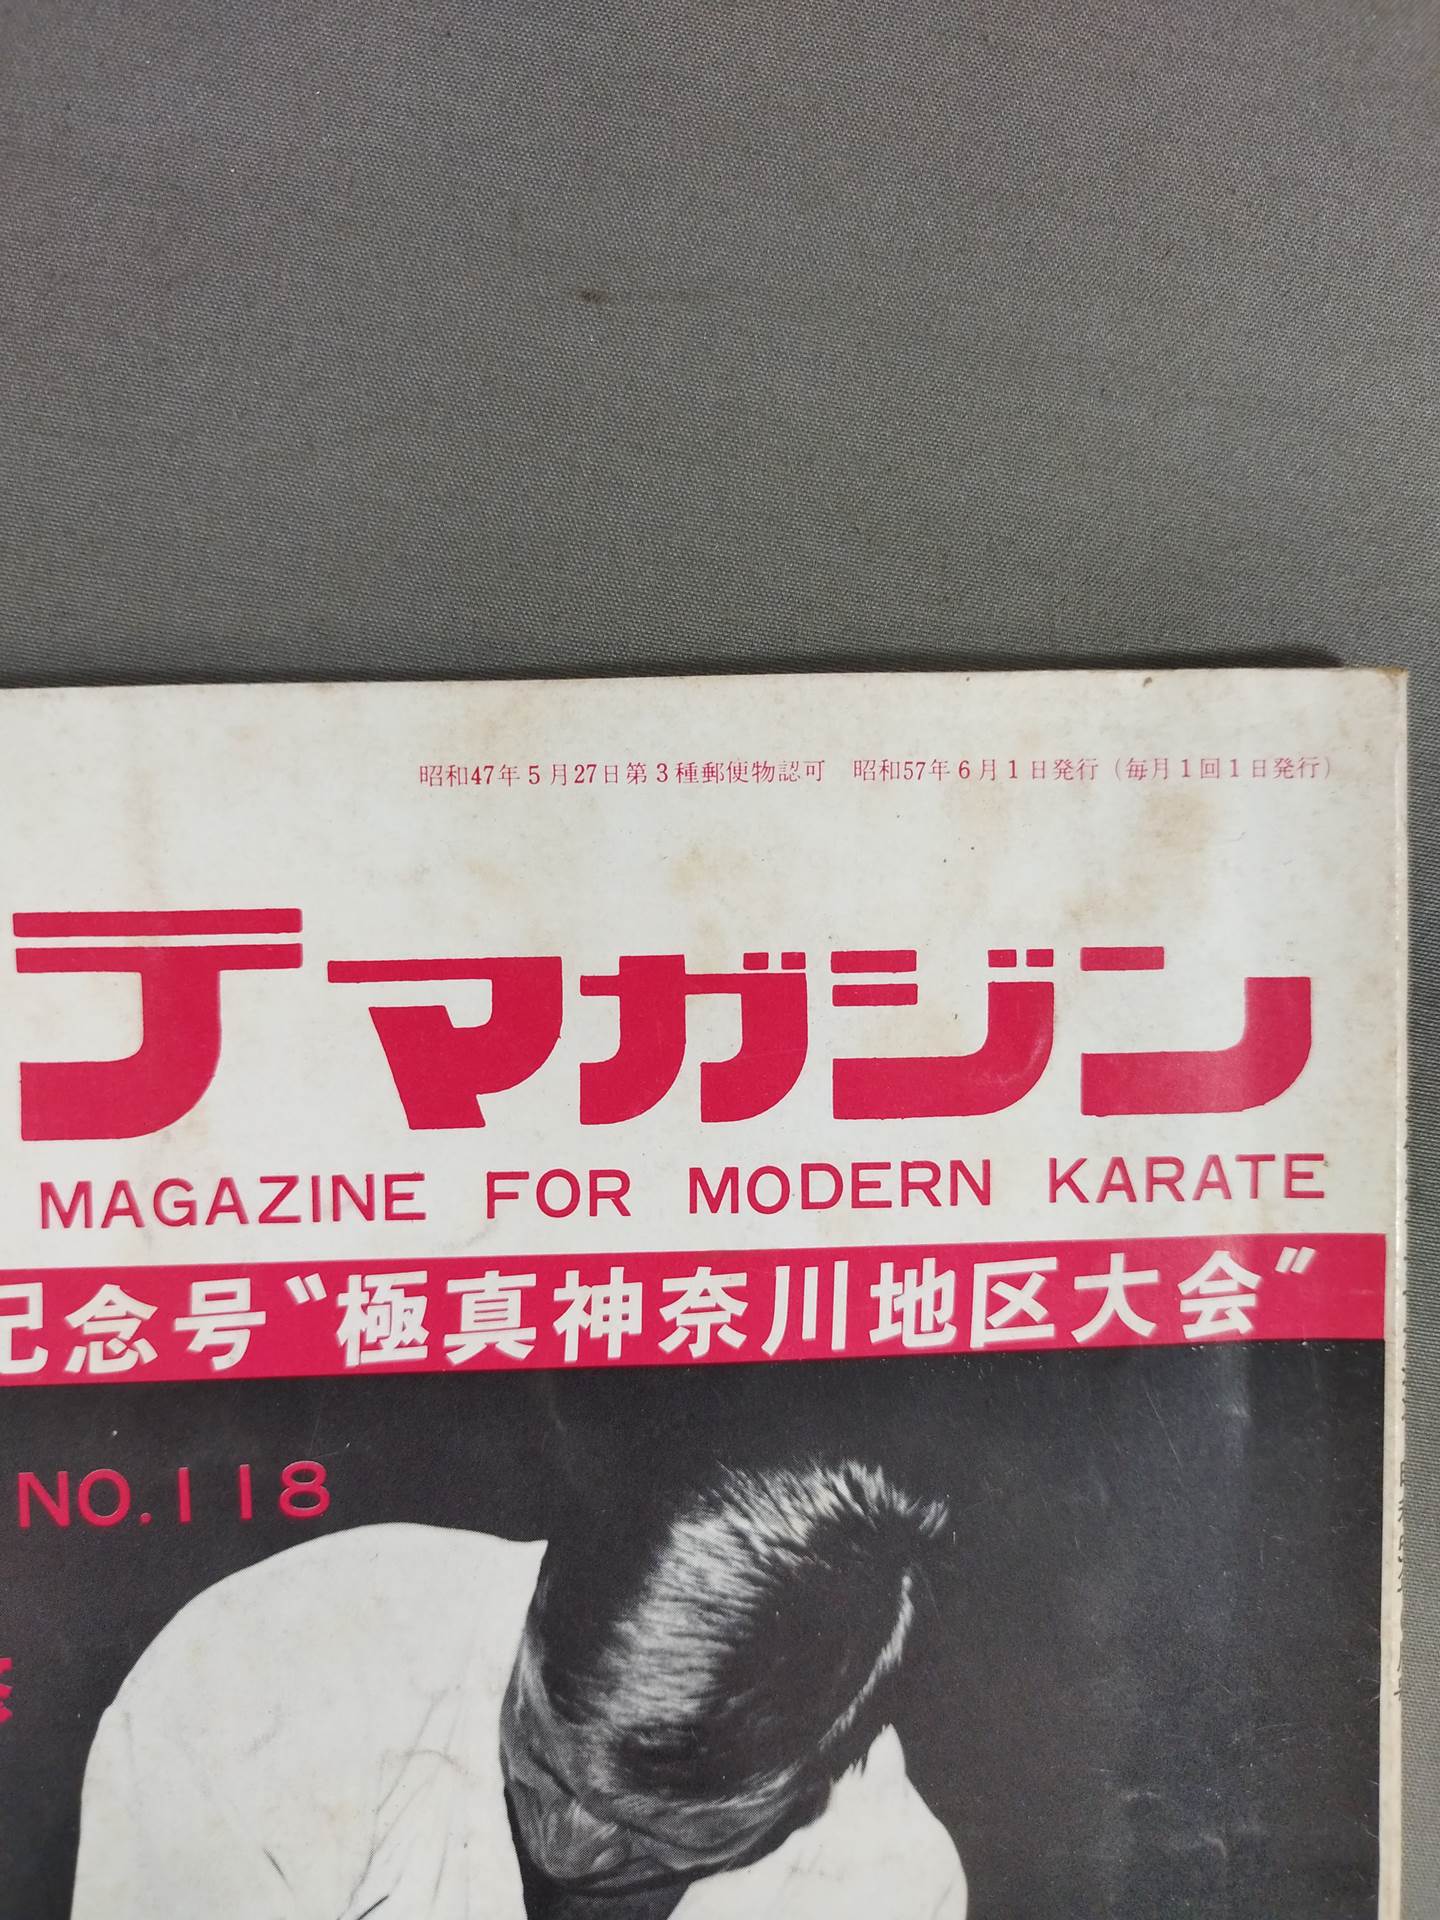 昭和47年5月27日第3種郵便物認可　昭和57年6月1日発行（毎月1回1日発行）
テマガジン
MAGAZINE FOR MODERN KARATE
記念号〝極真神奈川地区大会〟
NO.118